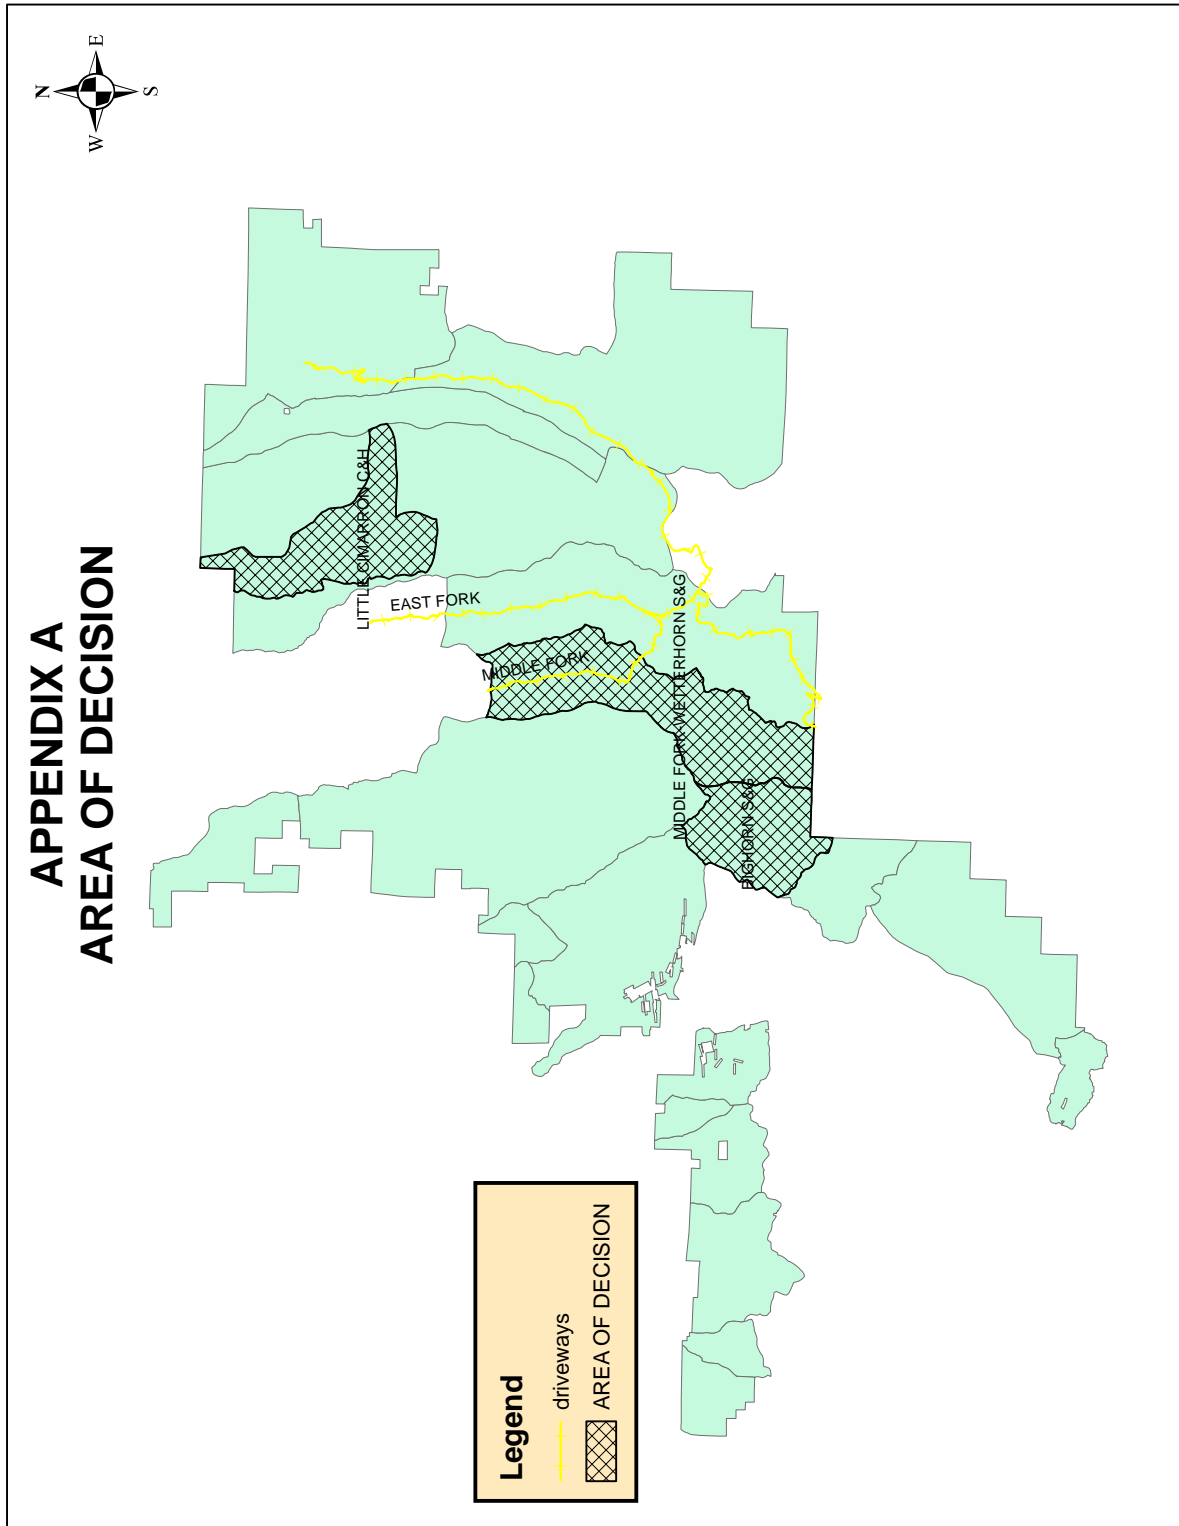 APPENDIX A
AREA OF DECISION
N
E
W
S
LITTLE CIMARRON C&H
EAST FORK
MIDDLE FORK
MIDDLE FORK-WETTERHORN S&G
BIGHORN S&G
Legend
driveways
AREA OF DECISION